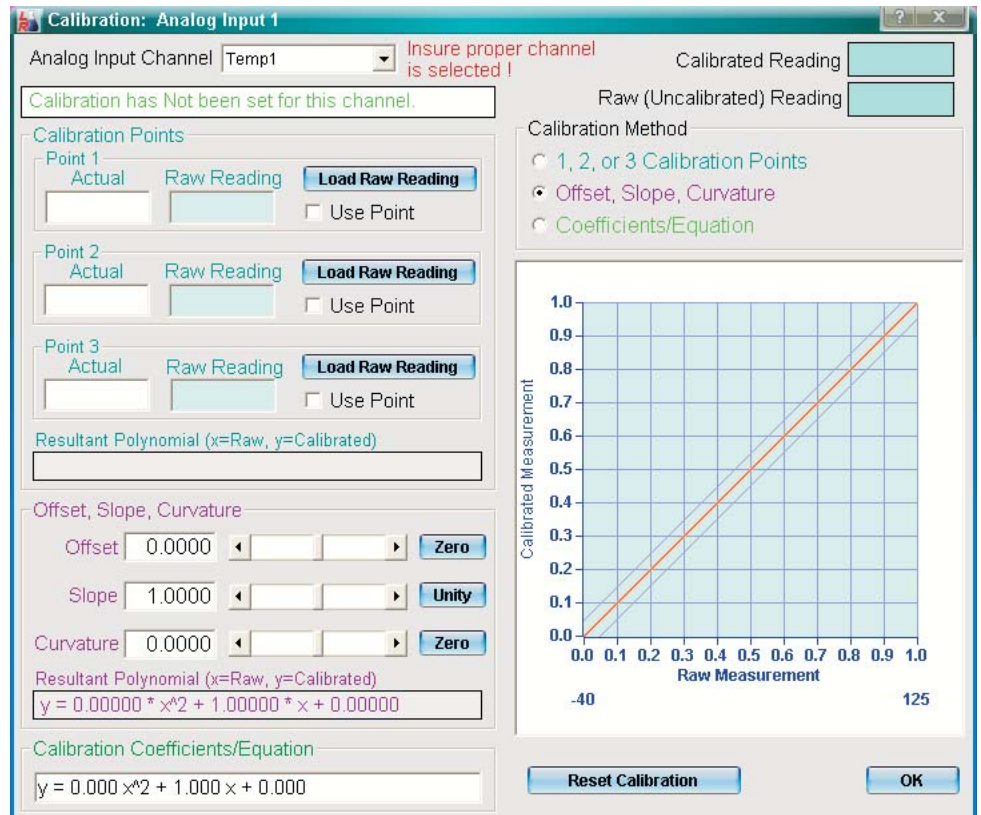 Calibration: Analog Input 1
Analog Input Channel Temp1
Insure proper channel
is selected !
Calibration has Not been set for this channel.
Calibrated Reading
Raw (Uncalibrated) Reading
Calibration Points
Point 1
Actual Raw Reading Load Raw Reading
Use Point
Point 2
Actual Raw Reading Load Raw Reading
Use Point
Point 3
Actual Raw Reading Load Raw Reading
Use Point
Resultant Polynomial (x=Raw, y=Calibrated)
Offset, Slope, Curvature
Offset 0.0000 Zero
Slope 1.0000 Unity
Curvature 0.0000 Zero
Resultant Polynomial (x=Raw, y=Calibrated)
y = 0.00000 * x^2 + 1.00000 * x + 0.00000
Calibration Coefficients/Equation
y = 0.000 x^2 + 1.000 x + 0.000
Calibration Method
1, 2, or 3 Calibration Points
Offset, Slope, Curvature
Coefficients/Equation
Calibrated Measurement
1.0
0.9
0.8
0.7
0.6
0.5
0.4
0.3
0.2
0.1
0.0
0.0 0.1 0.2 0.3 0.4 0.5 0.6 0.7 0.8 0.9 1.0
Raw Measurement
-40 125
Reset Calibration OK